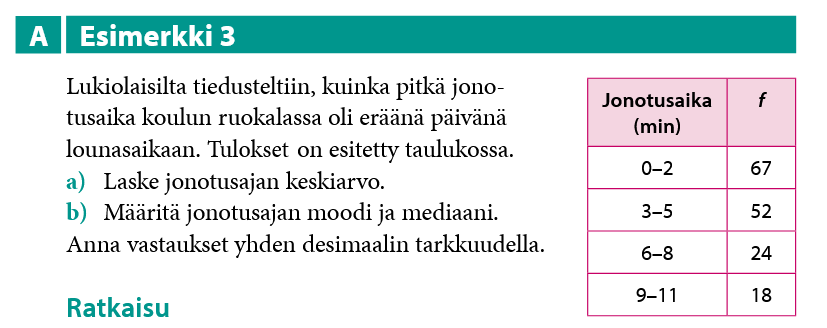 A Esimerkki 3
Lukiolaisilta tiedusteltiin, kuinka pitkä jono-
tusaika koulun ruokalassa oli eräänä päivänä
lounasaikaan. Tulokset on esitetty taulukossa.
a) Laske jonotusajan keskiarvo.
b) Määritä jonotusajan moodi ja mediaani.
Anna vastaukset yhden desimaalin tarkkuudella.
Ratkaisu
Jonotusaika f
(min)
0–2 67
3–5 52
6–8 24
9–11 18